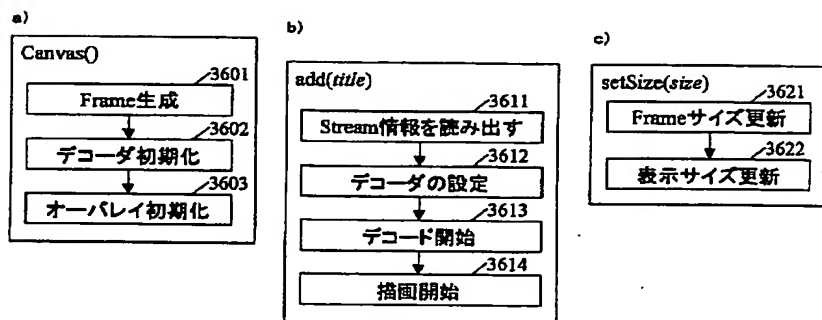 a)
Canvas()
3601
Frame生成
3602
デコーダ初期化
3603
オーバレイ初期化
b)
add(title)
3611
Stream情報を読み出す
3612
デコーダの設定
3613
デコード開始
3614
描画開始
c)
setSize(size)
3621
Frameサイズ更新
3622
表示サイズ更新